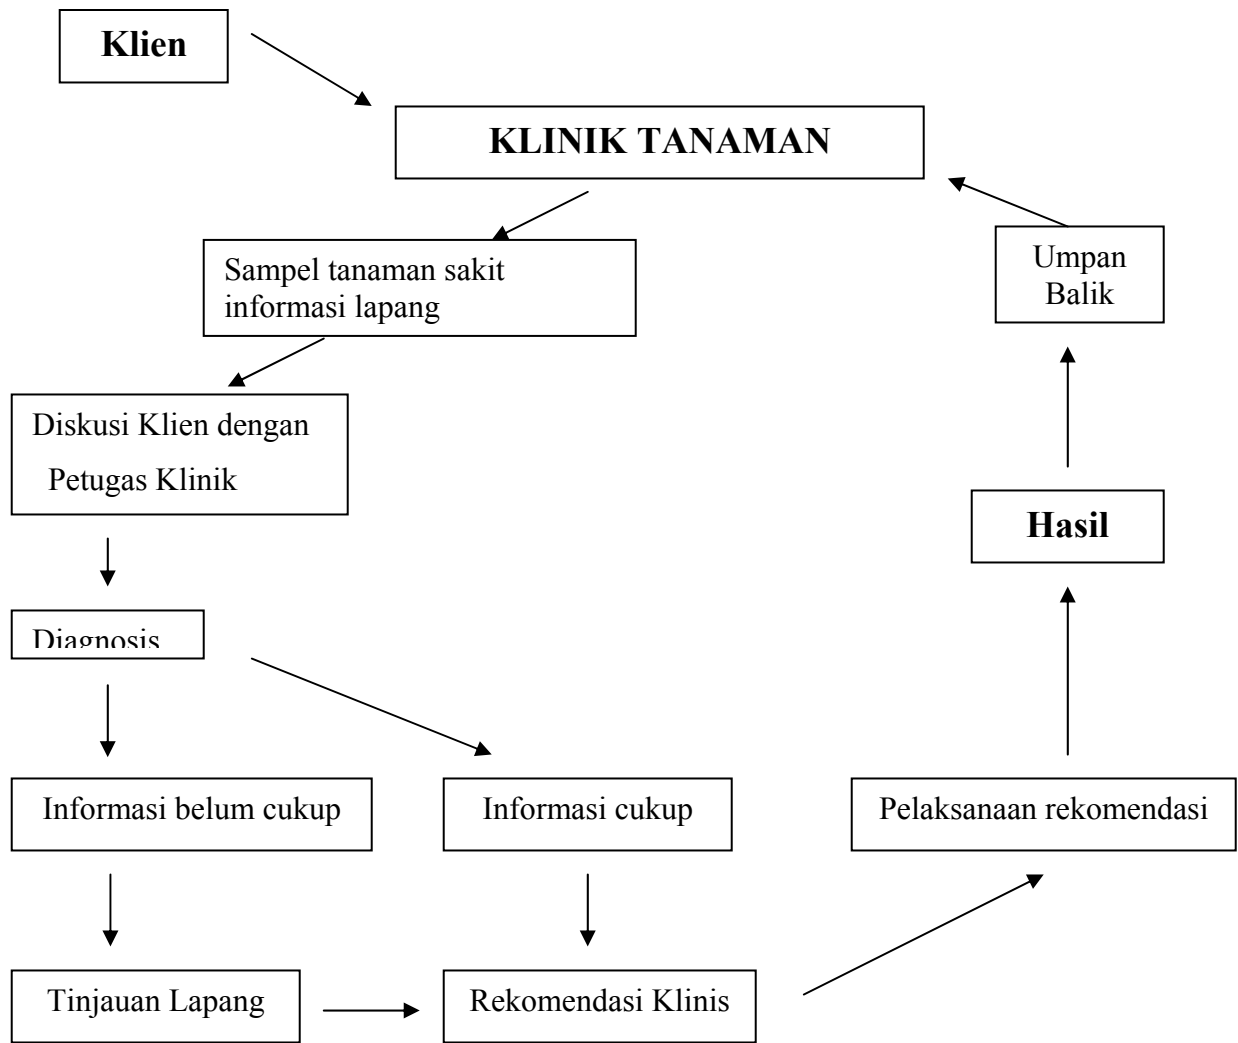 Klien
KLINIK TANAMAN
Sampel tanaman sakit
informasi lapang
Umpan
Balik
Diskusi Klien dengan
Petugas Klinik
Hasil
Diagnosis
Informasi belum cukup
Informasi cukup
Pelaksanaan rekomendasi
Tinjauan Lapang
Rekomendasi Klinis